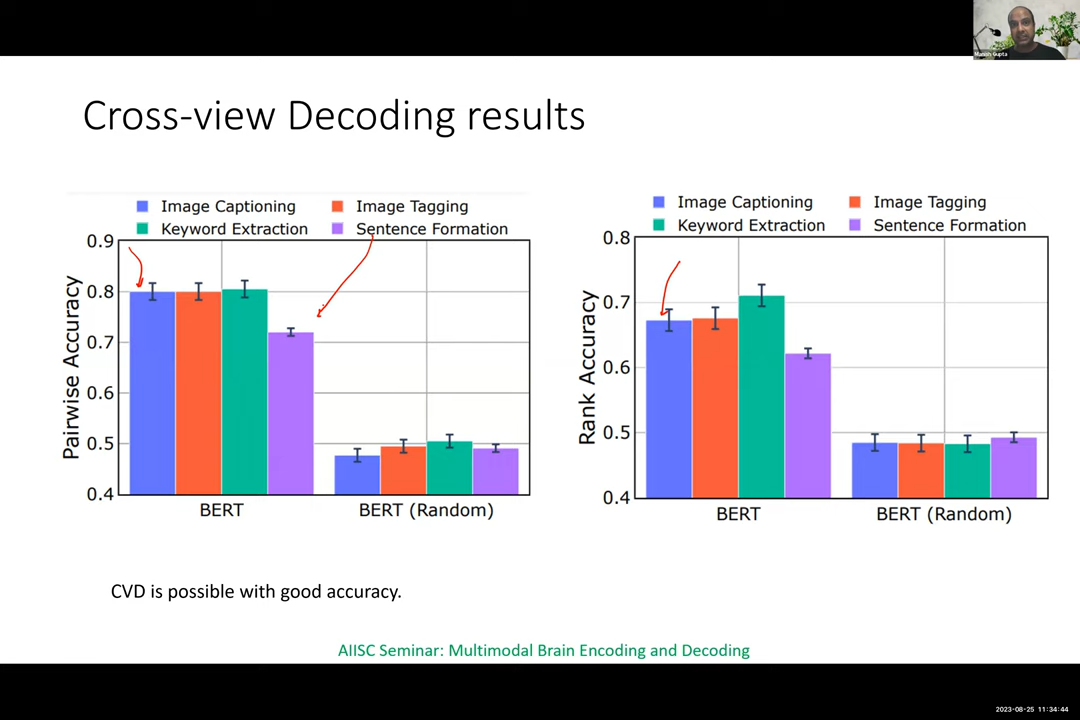 Manish Gupta
Cross-view Decoding results
Image Captioning Image Tagging
Keyword Extraction Sentence Formation
Pairwise Accuracy
0.9
0.8
0.7
0.6
0.5
0.4
BERT BERT (Random)
Image Captioning Image Tagging
Keyword Extraction Sentence Formation
Rank Accuracy
0.8
0.7
0.6
0.5
0.4
BERT BERT (Random)
CVD is possible with good accuracy.
AIISC Seminar: Multimodal Brain Encoding and Decoding
2023-08-25 11:34:44